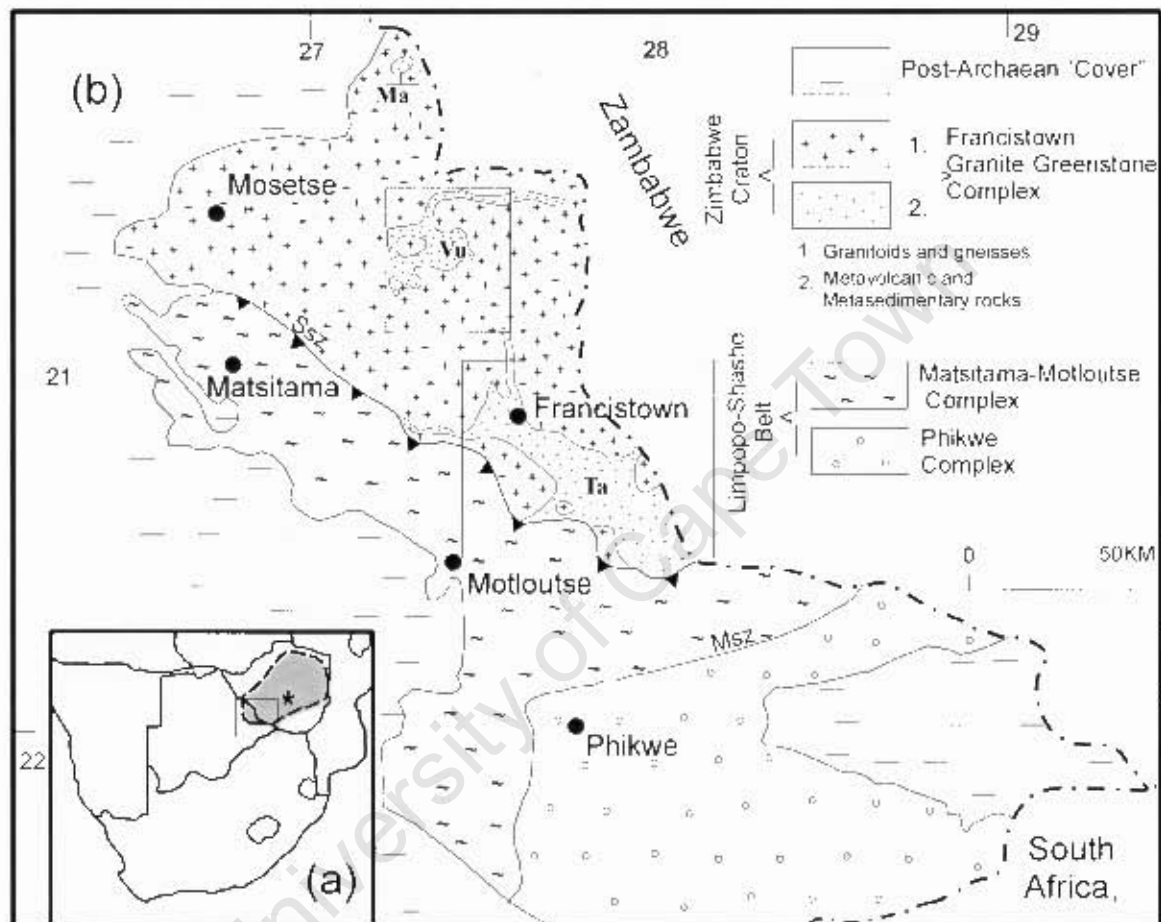 27
28
29
(b)
Ma
Mosetse
Vu
Zambabwe
Ssz
21
Matsitama
Francistown
Ta
Motloutse
Msz
Phikwe
22
South
Africa
(a)
*
Zimbabwe
Craton
Post-Archaean "Cover"
1. Francistown
Granite Greenstone
2. Complex
1 Granitoids and gneisses
2. Metavolcanic and
Metasedimentary rocks
Limpopo-Shashe
Belt
Matsitama-Motloutse
Complex
Phikwe
Complex
0 50KM
University of Cape Town